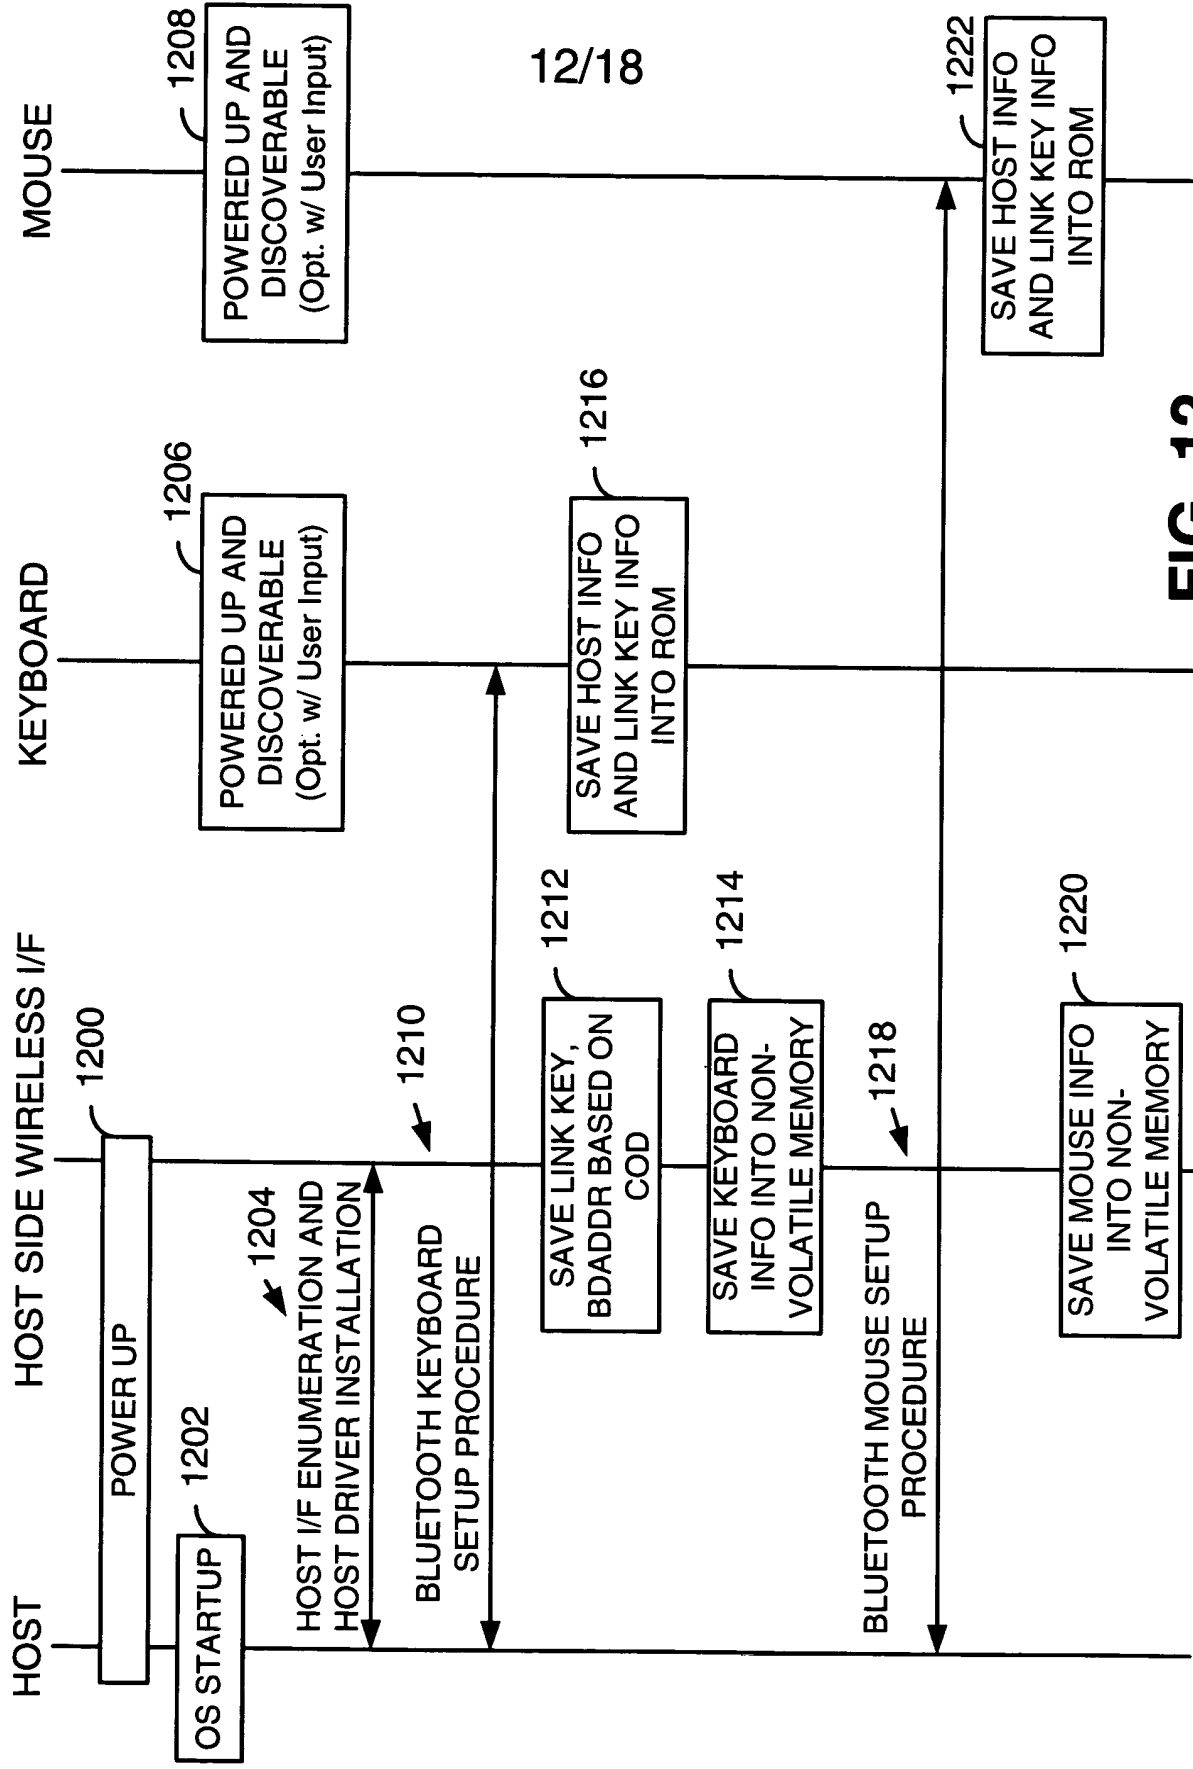 HOST
HOST SIDE WIRELESS I/F
KEYBOARD
MOUSE
POWER UP
1200
OS STARTUP
1202
POWERED UP AND
DISCOVERABLE
(Opt. w/ User Input)
1206
POWERED UP AND
DISCOVERABLE
(Opt. w/ User Input)
1208
1204
HOST I/F ENUMERATION AND
HOST DRIVER INSTALLATION
1210
BLUETOOTH KEYBOARD
SETUP PROCEDURE
SAVE LINK KEY,
BDADDR BASED ON
COD
1212
SAVE HOST INFO
AND LINK KEY INFO
INTO ROM
1216
12/18
SAVE KEYBOARD
INFO INTO NON-
VOLATILE MEMORY
1214
1218
BLUETOOTH MOUSE SETUP
PROCEDURE
SAVE MOUSE INFO
INTO NON-
VOLATILE MEMORY
1220
SAVE HOST INFO
AND LINK KEY INFO
INTO ROM
1222
FIG. 12